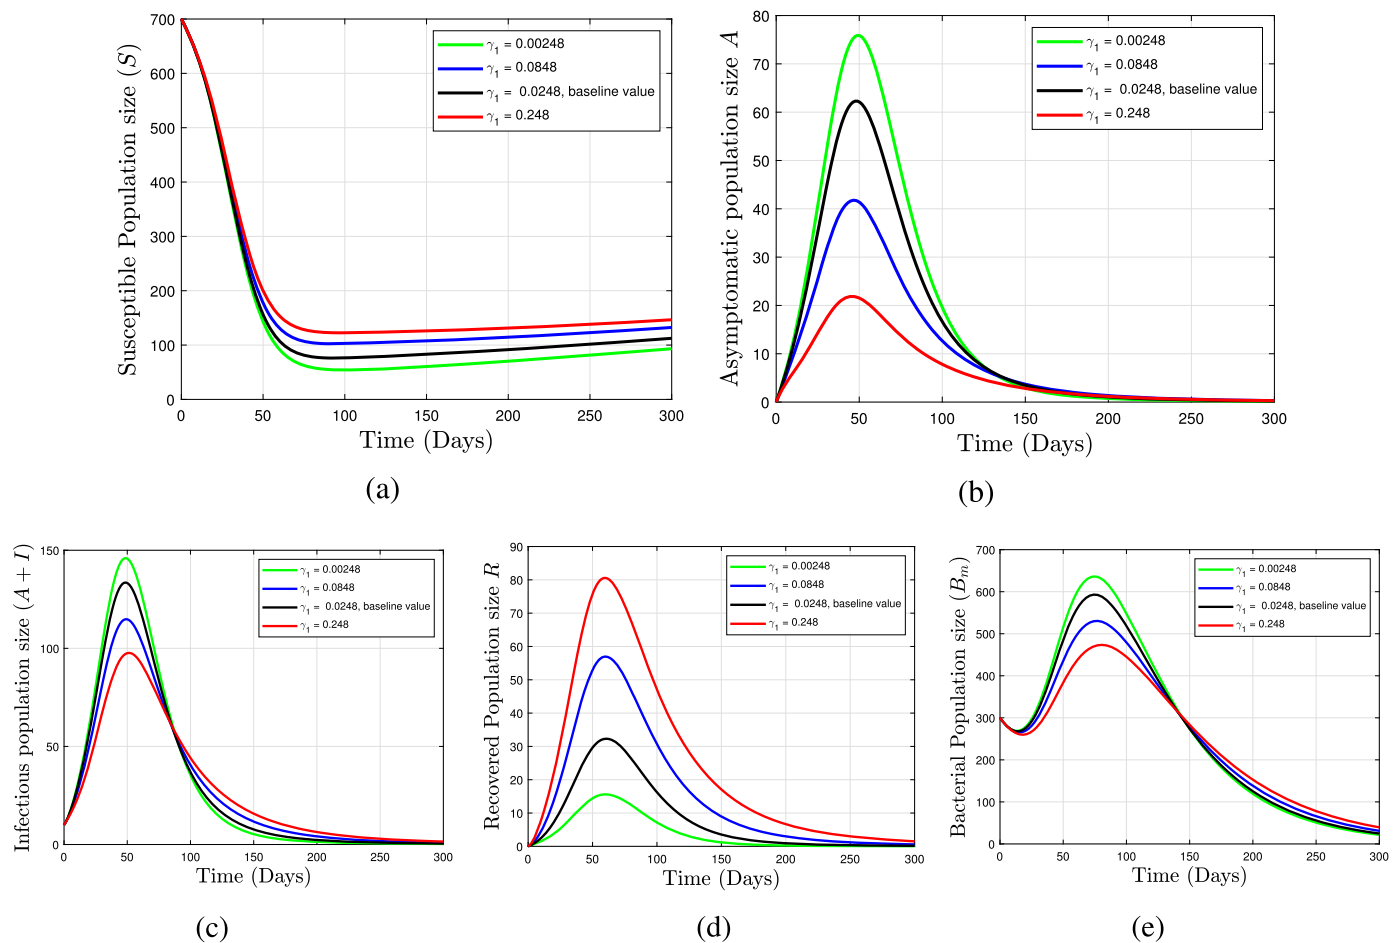 Susceptible Population size (S)
700
600
500
400
300
200
100
0
0 50 100 150 200 250 300
Time (Days)
γ1 = 0.00248
γ1 = 0.0848
γ1 = 0.0248, baseline value
γ1 = 0.248
(a)
Asymptomatic population size A
80
70
60
50
40
30
20
10
0
0 50 100 150 200 250 300
Time (Days)
γ1 = 0.00248
γ1 = 0.0848
γ1 = 0.0248, baseline value
γ1 = 0.248
(b)
Infectious population size (A + I)
150
100
50
0
0 50 100 150 200 250 300
Time (Days)
γ1 = 0.00248
γ1 = 0.0848
γ1 = 0.0248, baseline value
γ1 = 0.248
(c)
Recovered Population size R
90
80
70
60
50
40
30
20
10
0
0 50 100 150 200 250 300
Time (Days)
γ1 = 0.00248
γ1 = 0.0848
γ1 = 0.0248, baseline value
γ1 = 0.248
(d)
Bacterial Population size (Bm)
700
600
500
400
300
200
100
0
0 50 100 150 200 250 300
Time (Days)
γ1 = 0.00248
γ1 = 0.0848
γ1 = 0.0248, baseline value
γ1 = 0.248
(e)